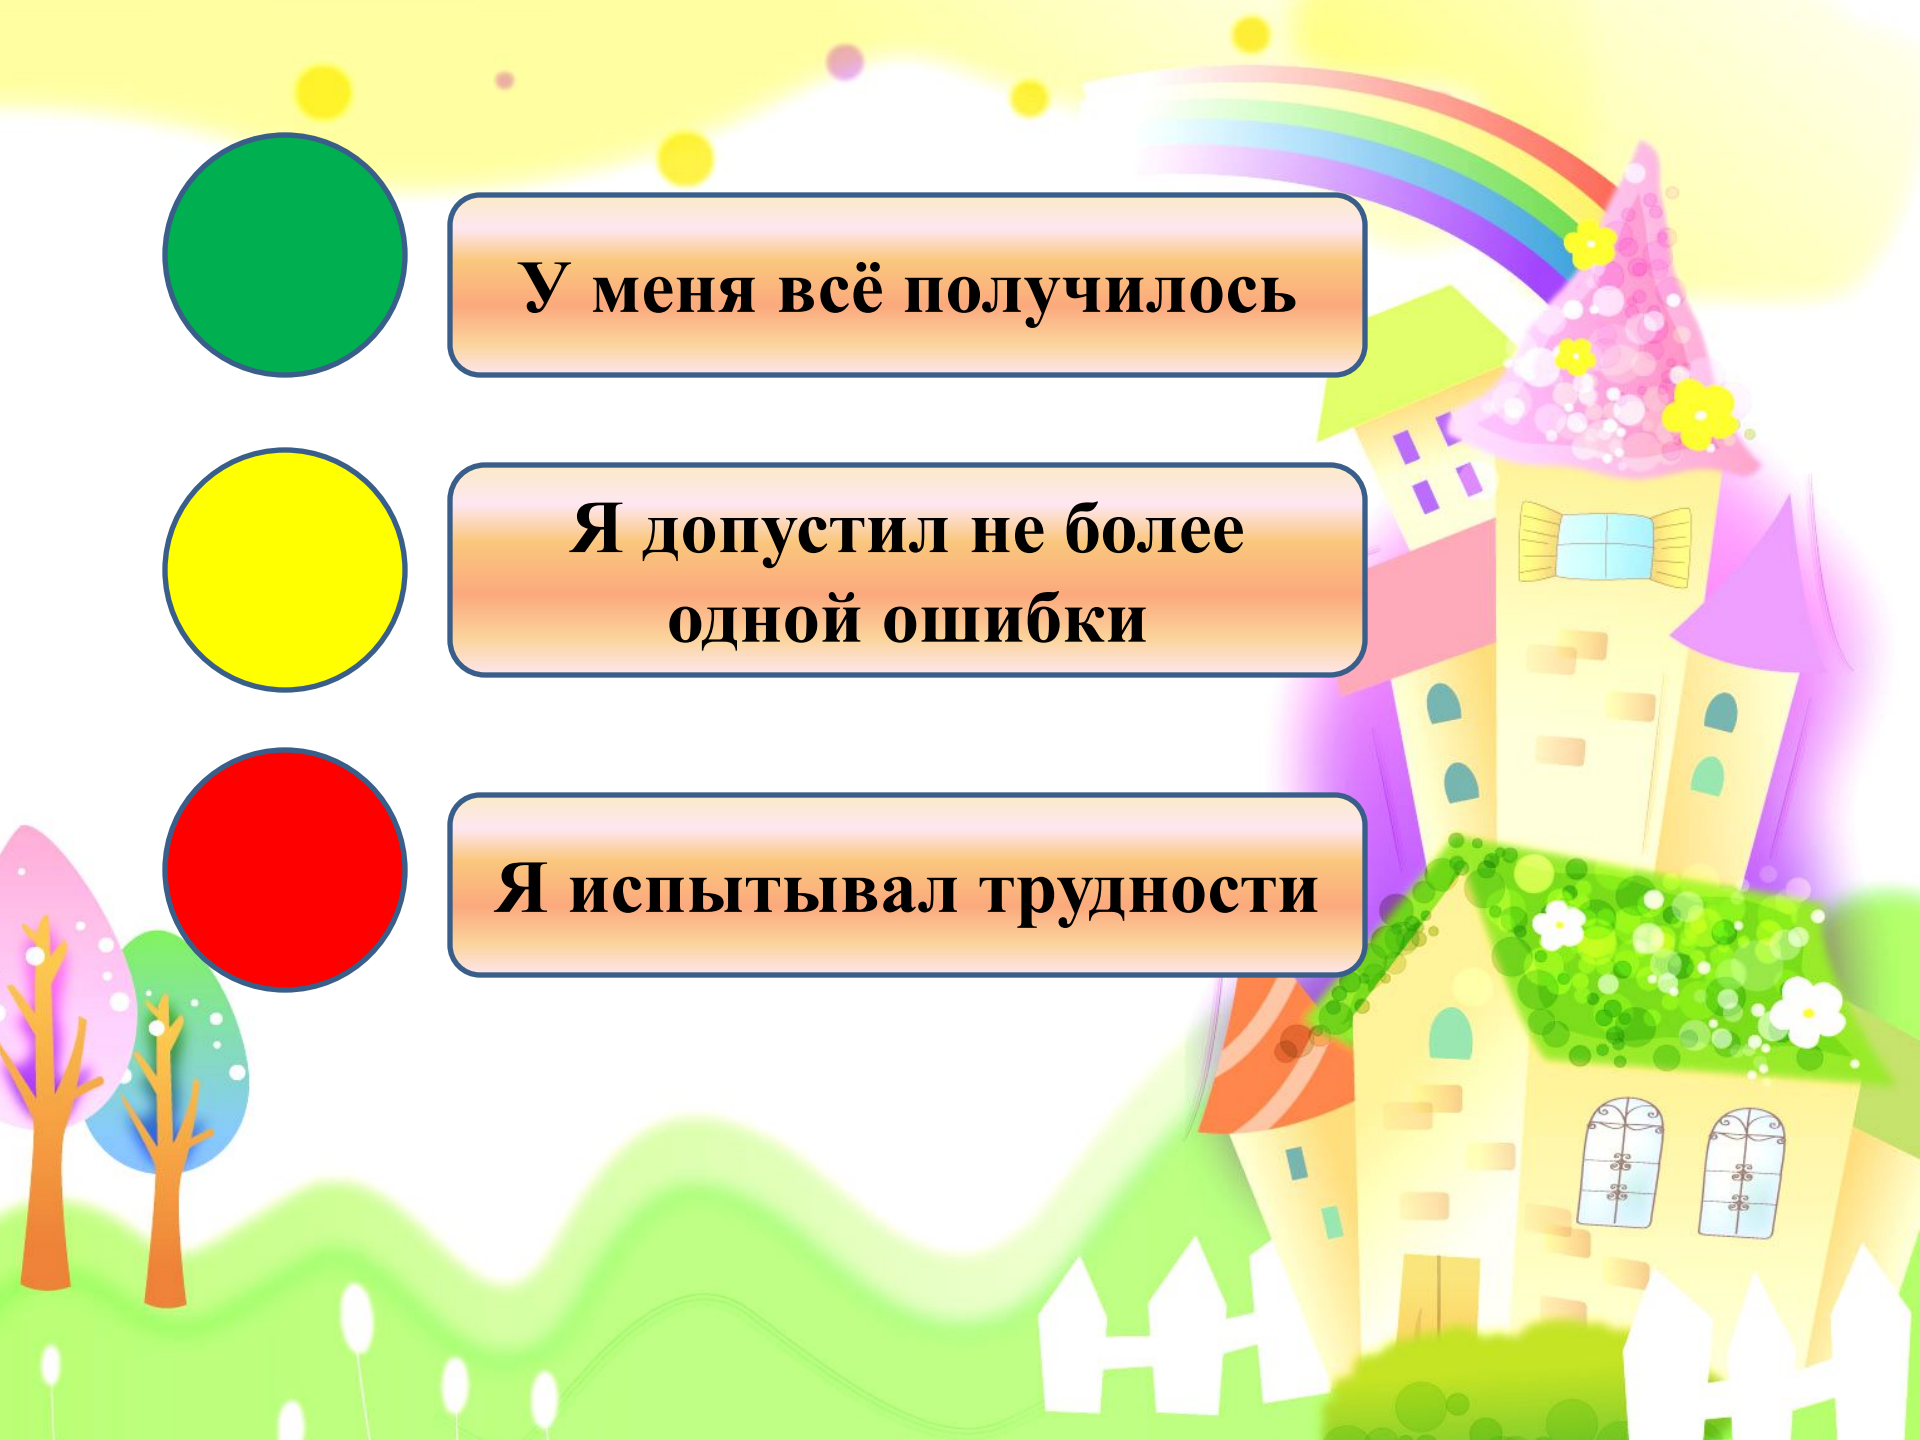 У меня всё получилось
Я допустил не более
одной ошибки
Я испытывал трудности